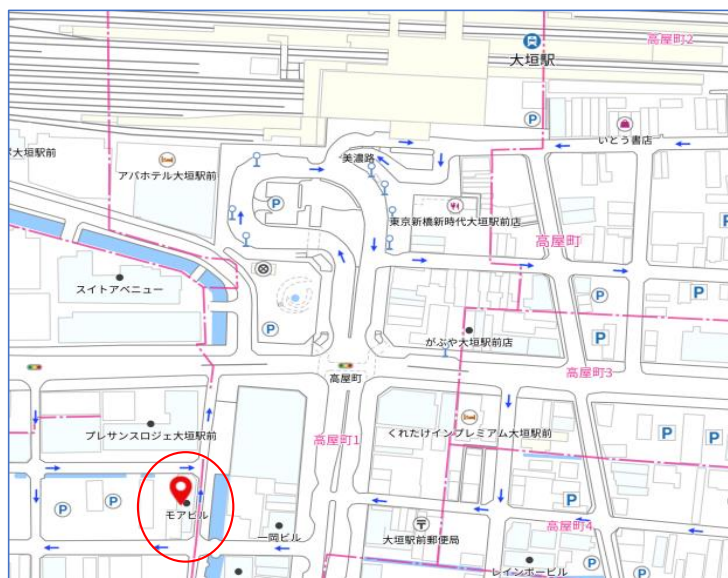 高屋町2
大垣駅
いとう書店
大垣駅前
アパホテル大垣駅前
美濃路
P
P
P
東京新橋新時代大垣駅前店
高屋町
P
スイトアベニュー
P
P
P
P
がぶや大垣駅前店
P
高屋町
高屋町3
プレサンスロジェ大垣駅前
高屋町1
くれたけインプレミアム大垣駅前
P
P
P
P
P
モアビル
一岡ビル
〒
大垣駅前郵便局
高屋町4
P
レインボービル